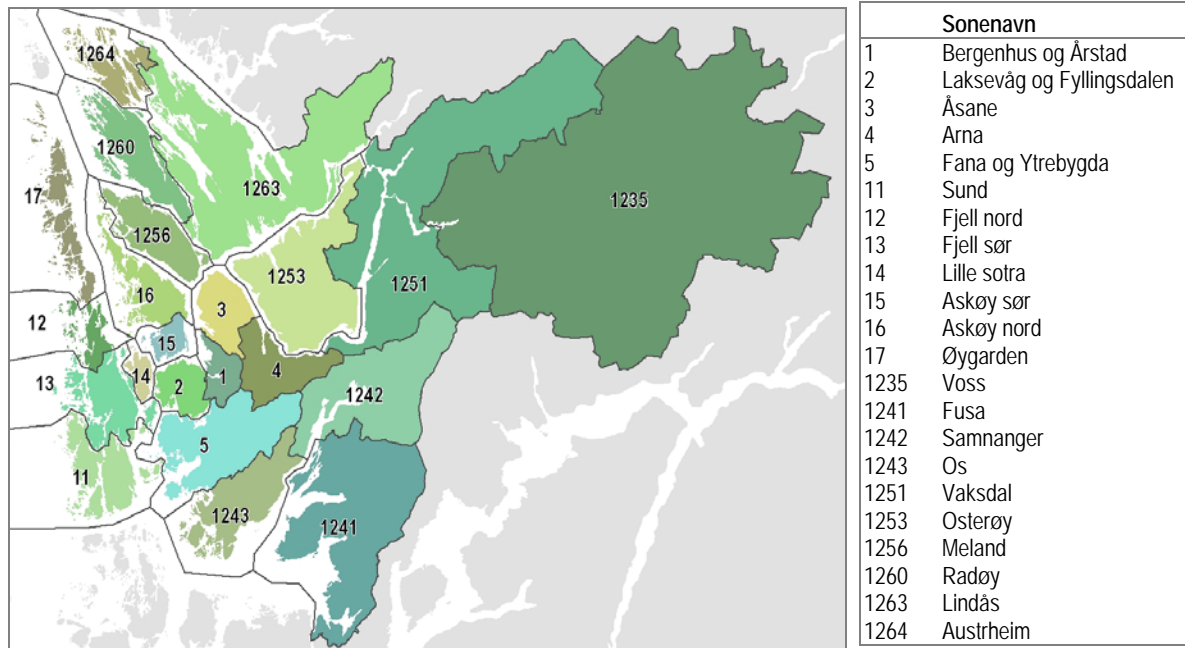 1264
1260
17
1263
1235
1256
1253
1251
16
3
12
15
13
14
2
1
4
1242
5
11
1243
1241
Sonenavn
1 Bergenhus og Årstad
2 Laksevåg og Fyllingsdalen
3 Åsane
4 Arna
5 Fana og Ytrebygda
11 Sund
12 Fjell nord
13 Fjell sør
14 Lille sotra
15 Askøy sør
16 Askøy nord
17 Øygarden
1235 Voss
1241 Fusa
1242 Samnanger
1243 Os
1251 Vaksdal
1253 Osterøy
1256 Meland
1260 Radøy
1263 Lindås
1264 Austrheim